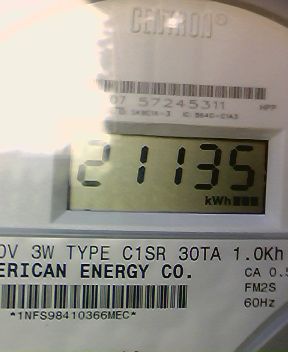 CENTRON®
07 57245311 HPP
21135
kWh
0V 3W TYPE C1SR 30TA 1.0Kh
ERICAN ENERGY CO. CA 0.5
FM2S
60Hz
*1NFS98410366MEC*